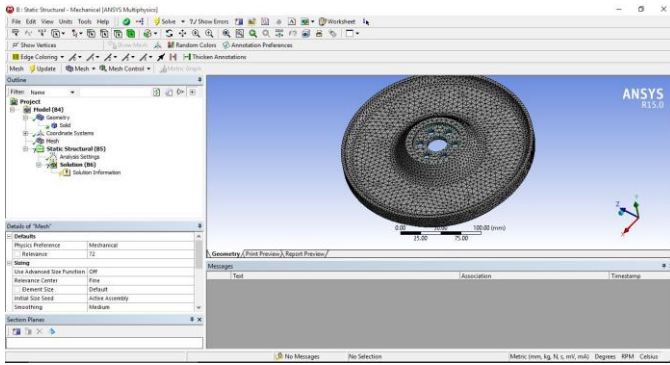 B : Static Structural - Mechanical [ANSYS Multiphysics]
File Edit View Units Tools Help Solve ?/ Show Errors Worksheet
Show Vertices Random Colors Annotation Preferences
Edge Coloring Thicken Annotations
Mesh Update Mesh Mesh Control
Outline
Filter: Name
Project
Model (B4)
Geometry
Solid
Coordinate Systems
Mesh
Static Structural (B5)
Analysis Settings
Solution (B6)
Solution Information
ANSYS
R15.0
0.00 50.00 100.00 (mm)
25.00 75.00
Z Y X
Geometry Print Preview Report Preview
Details of "Mesh"
Defaults
Physics Preference Mechanical
Relevance 72
Sizing
Use Advanced Size Function Off
Relevance Center Fine
Element Size Default
Initial Size Seed Active Assembly
Smoothing Medium
Section Planes
Messages
Text Association Timestamp
No Messages No Selection Metric (mm, kg, N, s, mV, mA) Degrees RPM Celsius